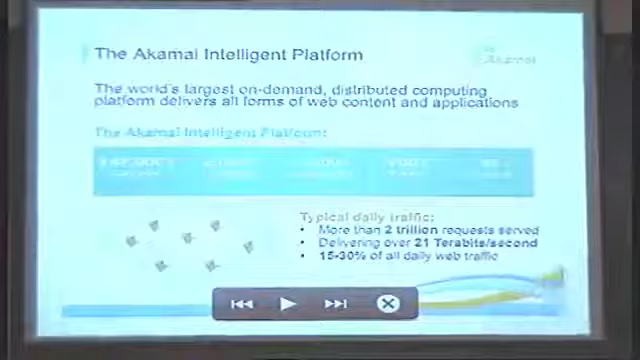 The Akamai Intelligent Platform
Akamai
The world's largest on-demand, distributed computing
platform delivers all forms of web content and applications
The Akamai Intelligent Platform:
Typical daily traffic:
• More than 2 trillion requests served
• Delivering over 21 Terabits/second
• 15-30% of all daily web traffic